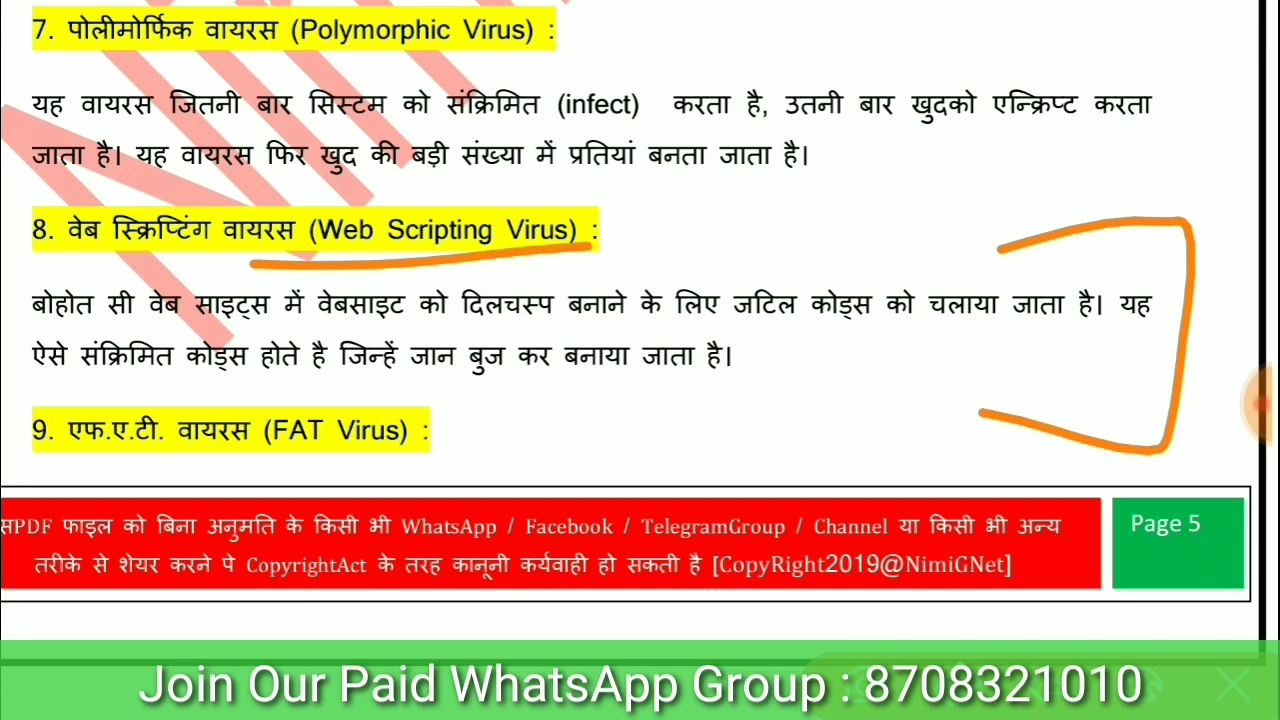 7. पोलीमोर्फिक वायरस (Polymorphic Virus) :
यह वायरस जितनी बार सिस्टम को संक्रिमित (infect) करता है, उतनी बार खुदको एन्क्रिप्ट करता
जाता है। यह वायरस फिर खुद की बड़ी संख्या में प्रतियां बनता जाता है।
8. वेब स्क्रिप्टिंग वायरस (Web Scripting Virus) :
बोहोत सी वेब साइट्स में वेबसाइट को दिलचस्प बनाने के लिए जटिल कोड्स को चलाया जाता है। यह
ऐसे संक्रिमित कोड्स होते है जिन्हें जान बुज कर बनाया जाता है।
9. एफ.ए.टी. वायरस (FAT Virus) :
सPDF फाइल को बिना अनुमति के किसी भी WhatsApp / Facebook / TelegramGroup / Channel या किसी भी अन्य
तरीके से शेयर करने पे CopyrightAct के तरह कानूनी कर्यवाही हो सकती है [CopyRight2019@NimiGNet]
Page 5
Join Our Paid WhatsApp Group : 8708321010